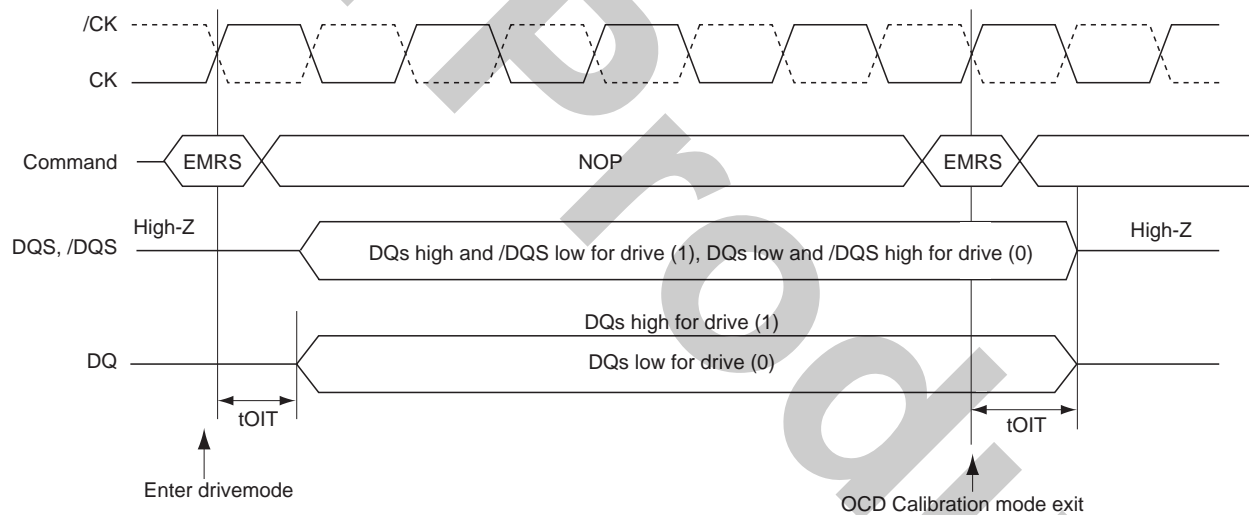 /CK
CK
Command
EMRS
NOP
EMRS
High-Z
High-Z
DQS, /DQS
DQs high and /DQS low for drive (1), DQs low and /DQS high for drive (0)
DQs high for drive (1)
DQ
DQs low for drive (0)
tOIT
tOIT
Enter drivemode
OCD Calibration mode exit